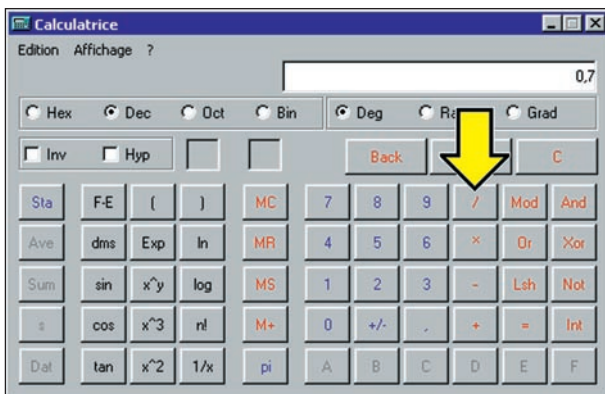 Calculatrice
Edition Affichage ?
0,7
Hex Dec Oct Bin Deg Grad
Inv Hyp Back C
Sta F-E ( ) MC 7 8 9 / Mod And
Ave dms Exp ln MR 4 5 6 * Or Xor
Sum sin x^y log MS 1 2 3 - Lsh Not
s cos x^3 n! M+ 0 +/- , + = Int
Dat tan x^2 1/x pi A B C D E F